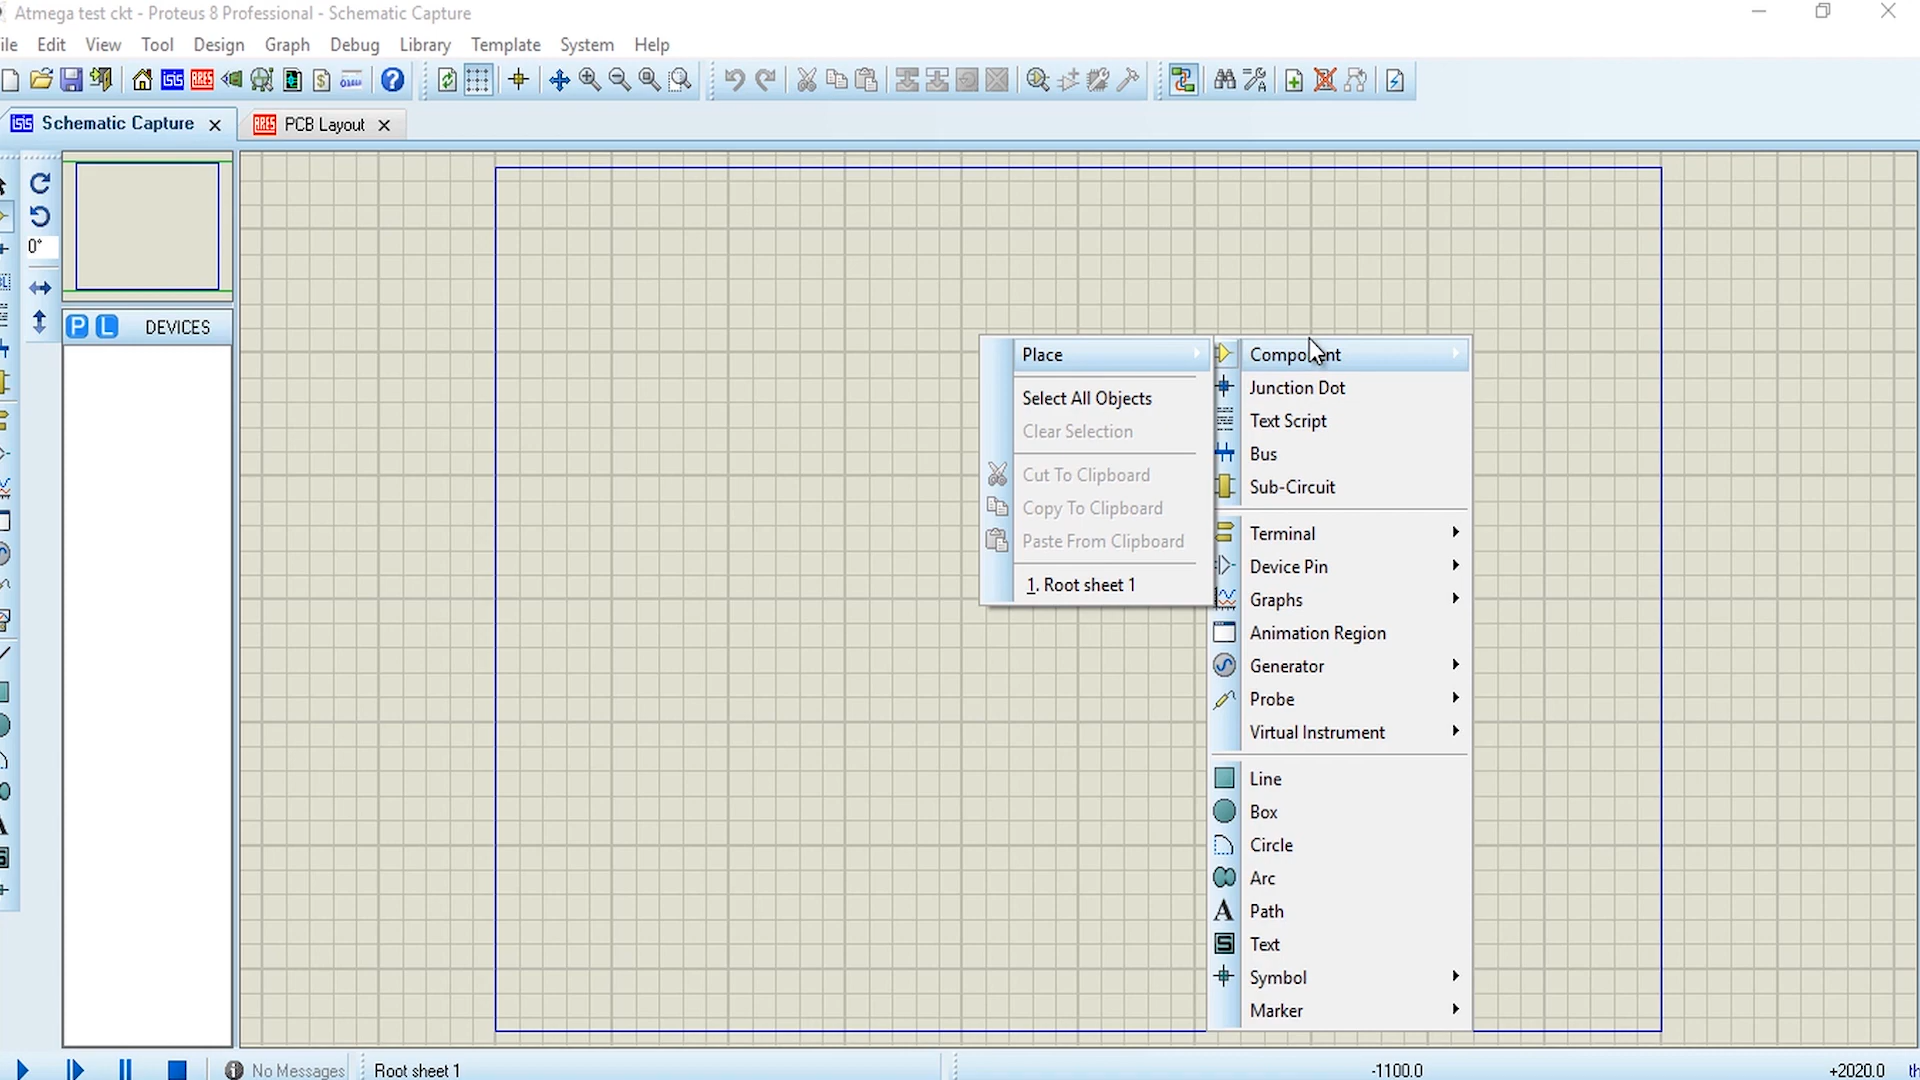 Atmega test ckt - Proteus 8 Professional - Schematic Capture
ile Edit View Tool Design Graph Debug Library Template System Help
Schematic Capture PCB Layout
0°
P L DEVICES
Place
Select All Objects
Clear Selection
Cut To Clipboard
Copy To Clipboard
Paste From Clipboard
1. Root sheet 1
Component
Junction Dot
Text Script
Bus
Sub-Circuit
Terminal
Device Pin
Graphs
Animation Region
Generator
Probe
Virtual Instrument
Line
Box
Circle
Arc
Path
Text
Symbol
Marker
No Messages Root sheet 1 -1100.0 +2020.0 th